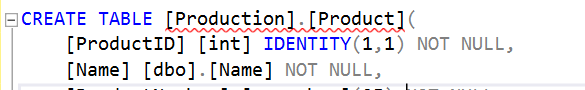 CREATE TABLE [Production].[Product](
[ProductID] [int] IDENTITY(1,1) NOT NULL,
[Name] [dbo].[Name] NOT NULL,